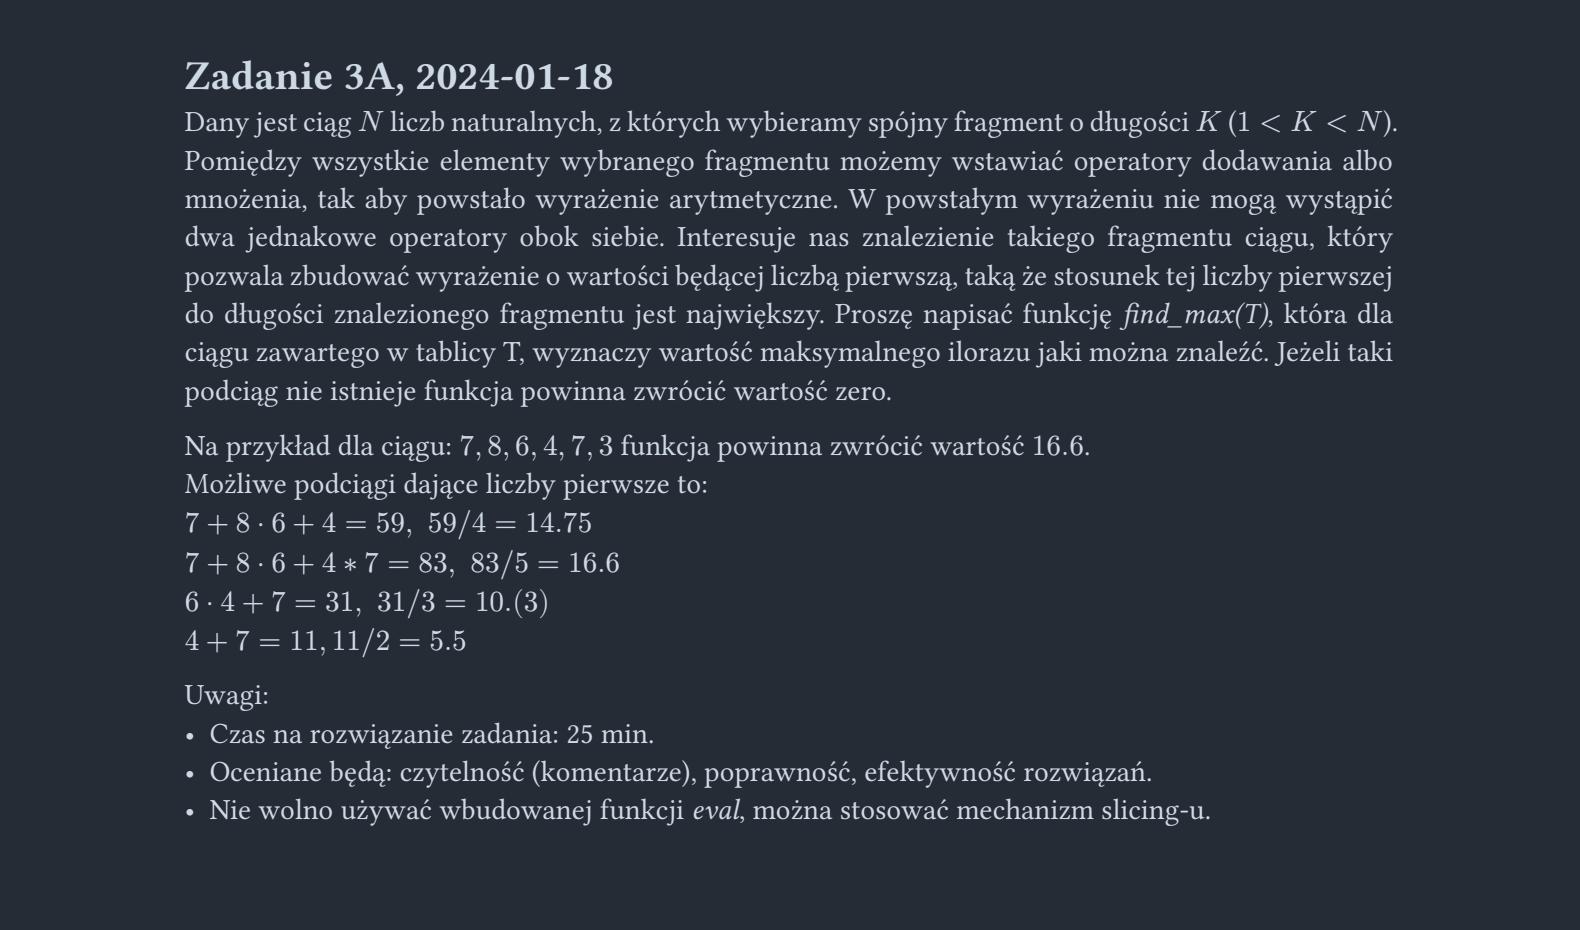 Zadanie 3A, 2024-01-18
Dany jest ciąg N liczb naturalnych, z których wybieramy spójny fragment o długości K (1 < K < N).
Pomiędzy wszystkie elementy wybranego fragmentu możemy wstawiać operatory dodawania albo
mnożenia, tak aby powstało wyrażenie arytmetyczne. W powstałym wyrażeniu nie mogą wystąpić
dwa jednakowe operatory obok siebie. Interesuje nas znalezienie takiego fragmentu ciągu, który
pozwala zbudować wyrażenie o wartości będącej liczbą pierwszą, taką że stosunek tej liczby pierwszej
do długości znalezionego fragmentu jest największy. Proszę napisać funkcję find_max(T), która dla
ciągu zawartego w tablicy T, wyznaczy wartość maksymalnego ilorazu jaki można znaleźć. Jeżeli taki
podciąg nie istnieje funkcja powinna zwrócić wartość zero.
Na przykład dla ciągu: 7, 8, 6, 4, 7, 3 funkcja powinna zwrócić wartość 16.6.
Możliwe podciągi dające liczby pierwsze to:
7 + 8 · 6 + 4 = 59, 59/4 = 14.75
7 + 8 · 6 + 4 ∗ 7 = 83, 83/5 = 16.6
6 · 4 + 7 = 31, 31/3 = 10.(3)
4 + 7 = 11, 11/2 = 5.5
Uwagi:
• Czas na rozwiązanie zadania: 25 min.
• Oceniane będą: czytelność (komentarze), poprawność, efektywność rozwiązań.
• Nie wolno używać wbudowanej funkcji eval, można stosować mechanizm slicing-u.